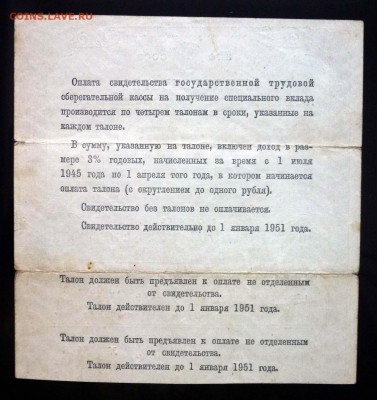 COINS.LAVE.RU
Оплата свидетельства государственной трудовой
сберегательной кассы на получение специального вклада
производится по четырем талонам в сроки, указанные на
каждом талоне.
В сумму, указанную на талоне, включен доход в раз-
мере 3% годовых, начисленных за время с 1 июля
1945 года по 1 апреля того года, в котором начинается
оплата талона (с округлением до одного рубля).
Свидетельство без талонов не оплачивается.
Свидетельство действительно до 1 января 1951 года.
Талон должен быть предъявлен к оплате не отделенным
от свидетельства.
Талон действителен до 1 января 1951 года.
Талон должен быть предъявлен к оплате не отделенным
от свидетельства.
Талон действителен до 1 января 1951 года.